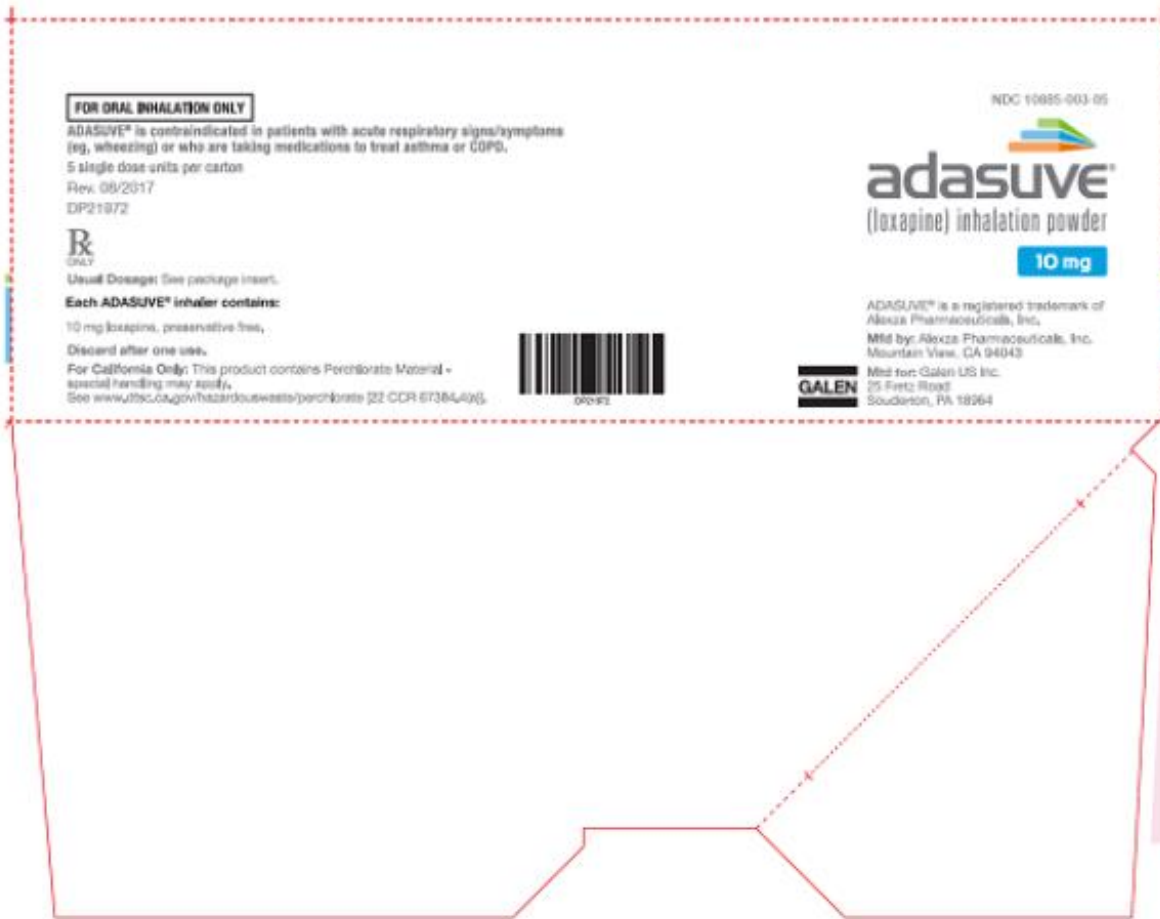 FOR ORAL INHALATION ONLY
ADASUVE® is contraindicated in patients with acute respiratory signs/symptoms
(eg, wheezing) or who are taking medications to treat asthma or COPD.
5 single dose units per carton
Rev. 08/2017
DP21972
Rx
ONLY
Usual Dosage: See package insert.
Each ADASUVE® inhaler contains:
10 mg loxapine, preservative free.
Discard after one use.
For California Only: This product contains Perchlorate Material -
special handling may apply.
See www.dtsc.ca.gov/hazardouswaste/perchlorate [22 CCR 67384.4(a)].
DP21972
NDC 10885-003-05
adasuve®
(loxapine) inhalation powder
10 mg
ADASUVE® is a registered trademark of
Alexza Pharmaceuticals, Inc.
Mfd by: Alexza Pharmaceuticals, Inc.
Mountain View, CA 94043
GALEN
Mfd for: Galen US Inc.
25 Fretz Road
Souderton, PA 18964